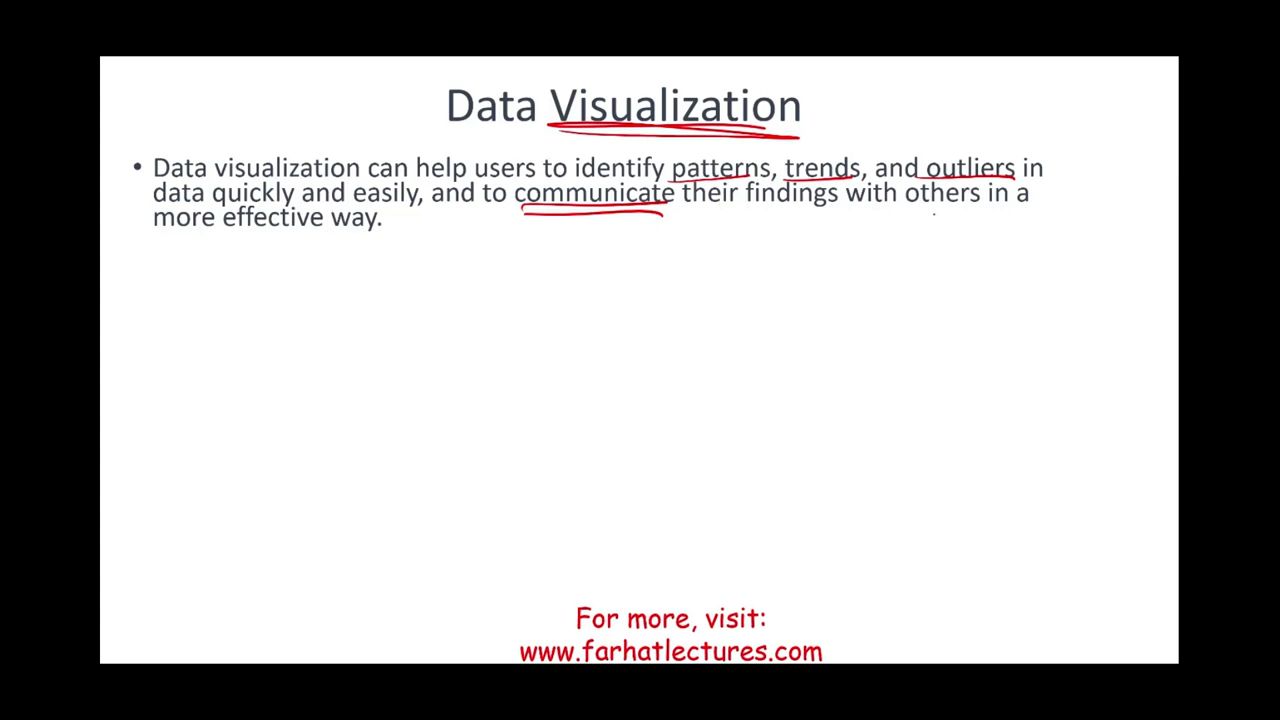 Data Visualization
• Data visualization can help users to identify patterns, trends, and outliers in
data quickly and easily, and to communicate their findings with others in a
more effective way.
For more, visit:
www.farhatlectures.com